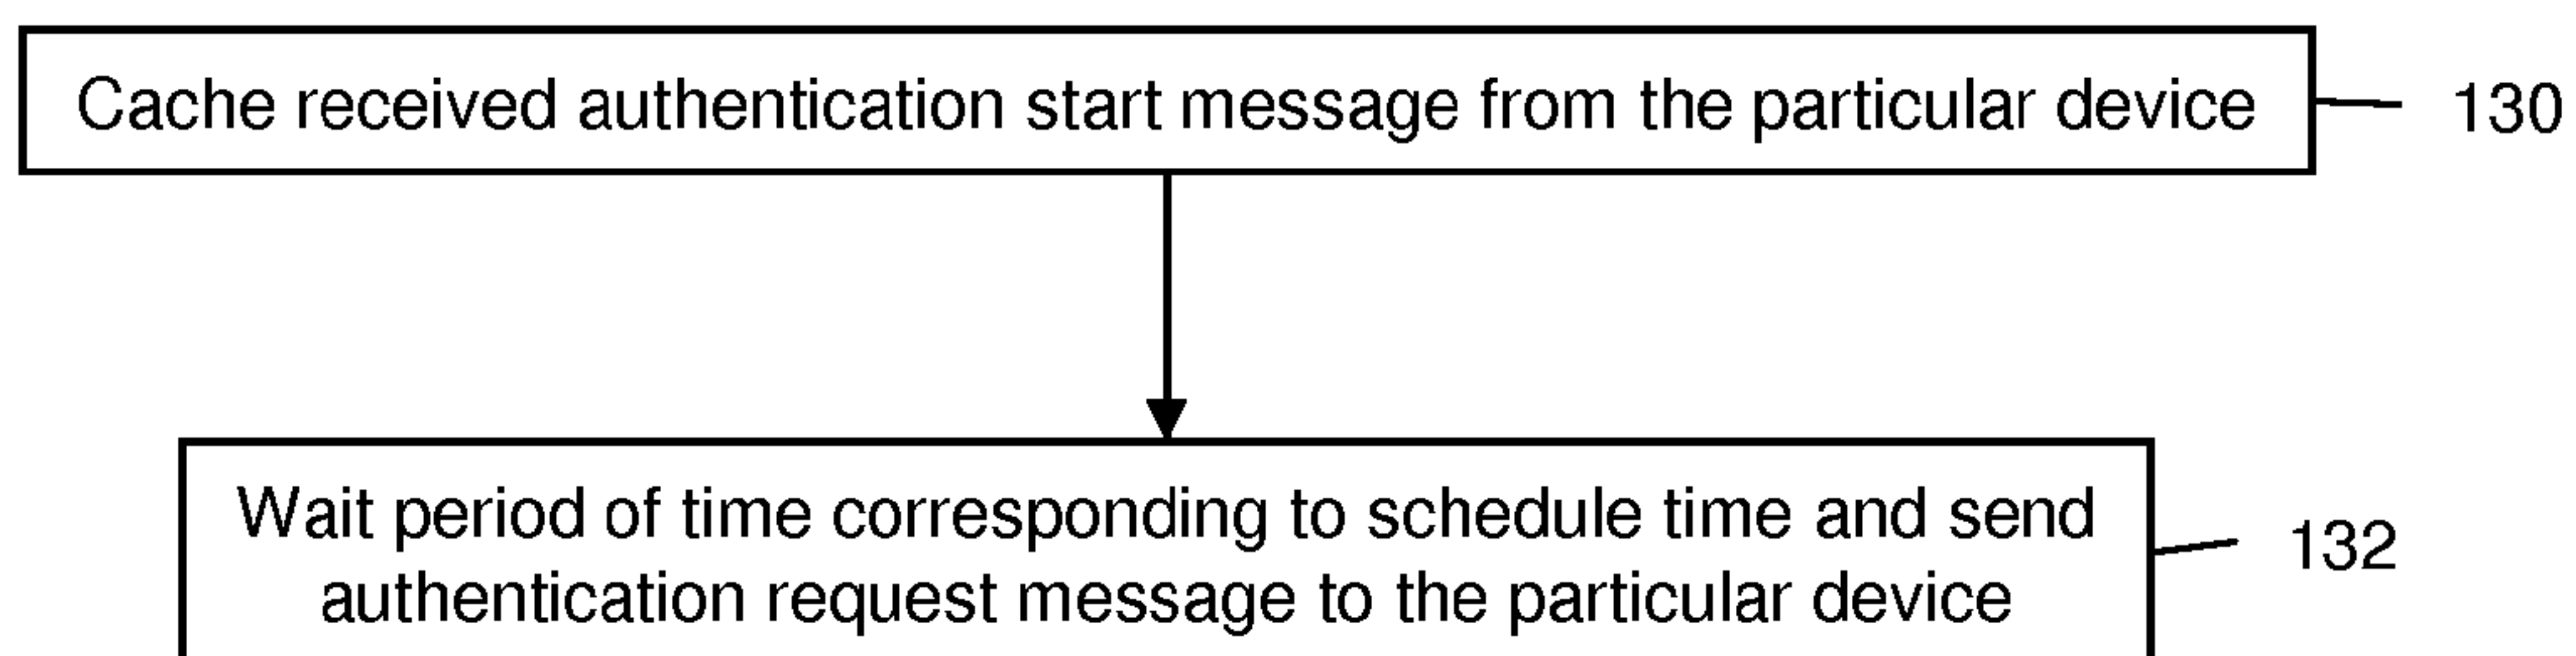 Cache received authentication start message from the particular device
130
Wait period of time corresponding to schedule time and send
authentication request message to the particular device
132